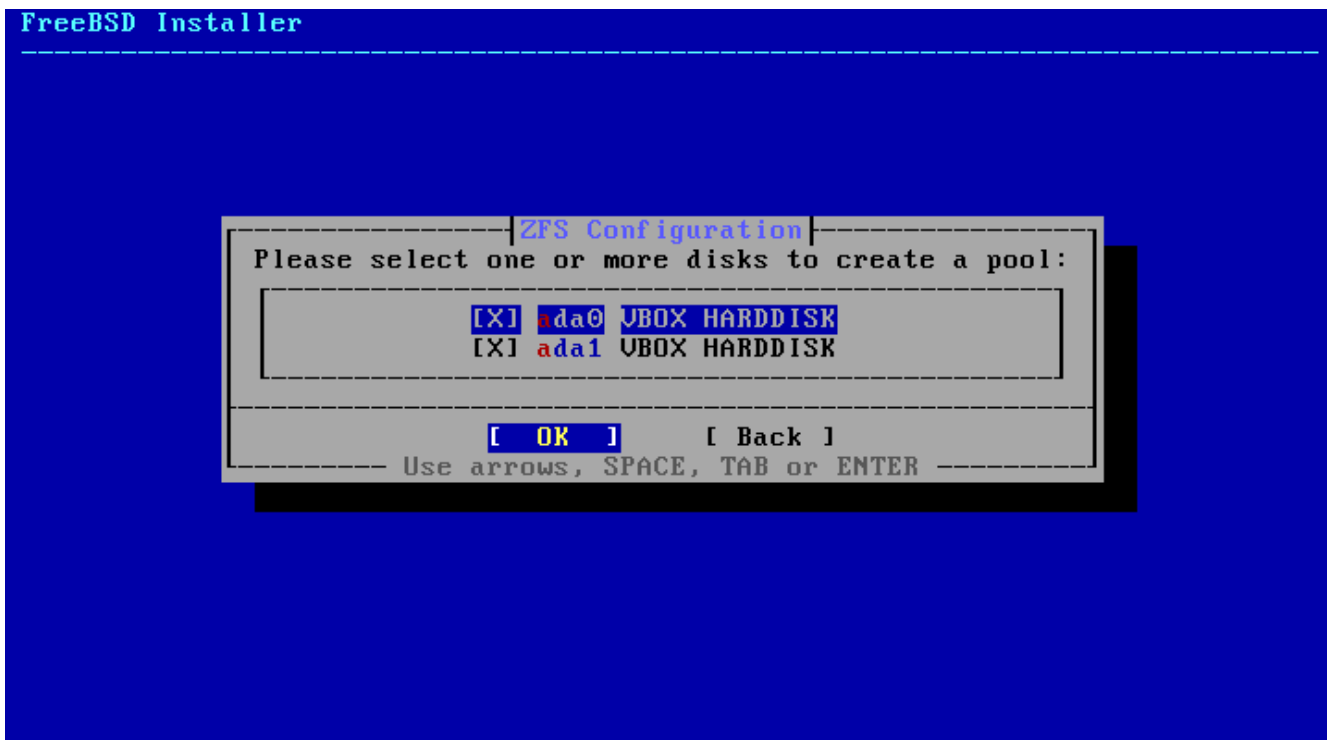 FreeBSD Installer
ZFS Configuration
Please select one or more disks to create a pool:
[X] ada0 VBOX HARDDISK
[X] ada1 VBOX HARDDISK
[ OK ] [ Back ]
Use arrows, SPACE, TAB or ENTER